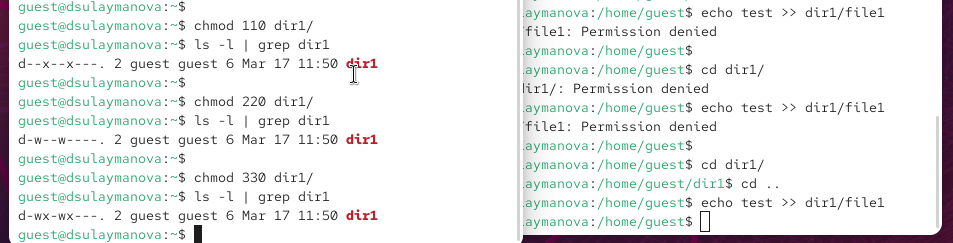 guest@dsulaymanova:~$
guest@dsulaymanova:~$ chmod 110 dir1/
guest@dsulaymanova:~$ ls -l | grep dir1
d--x--x---. 2 guest guest 6 Mar 17 11:50 dir1
guest@dsulaymanova:~$
guest@dsulaymanova:~$ chmod 220 dir1/
guest@dsulaymanova:~$ ls -l | grep dir1
d-w--w----. 2 guest guest 6 Mar 17 11:50 dir1
guest@dsulaymanova:~$
guest@dsulaymanova:~$ chmod 330 dir1/
guest@dsulaymanova:~$ ls -l | grep dir1
d-wx-wx---. 2 guest guest 6 Mar 17 11:50 dir1
guest@dsulaymanova:~$
aymanova:/home/guest$ echo test >> dir1/file1
/file1: Permission denied
aymanova:/home/guest$
aymanova:/home/guest$ cd dir1/
dir1/: Permission denied
aymanova:/home/guest$ echo test >> dir1/file1
/file1: Permission denied
aymanova:/home/guest$
aymanova:/home/guest$ cd dir1/
aymanova:/home/guest/dir1$ cd ..
aymanova:/home/guest$ echo test >> dir1/file1
aymanova:/home/guest$